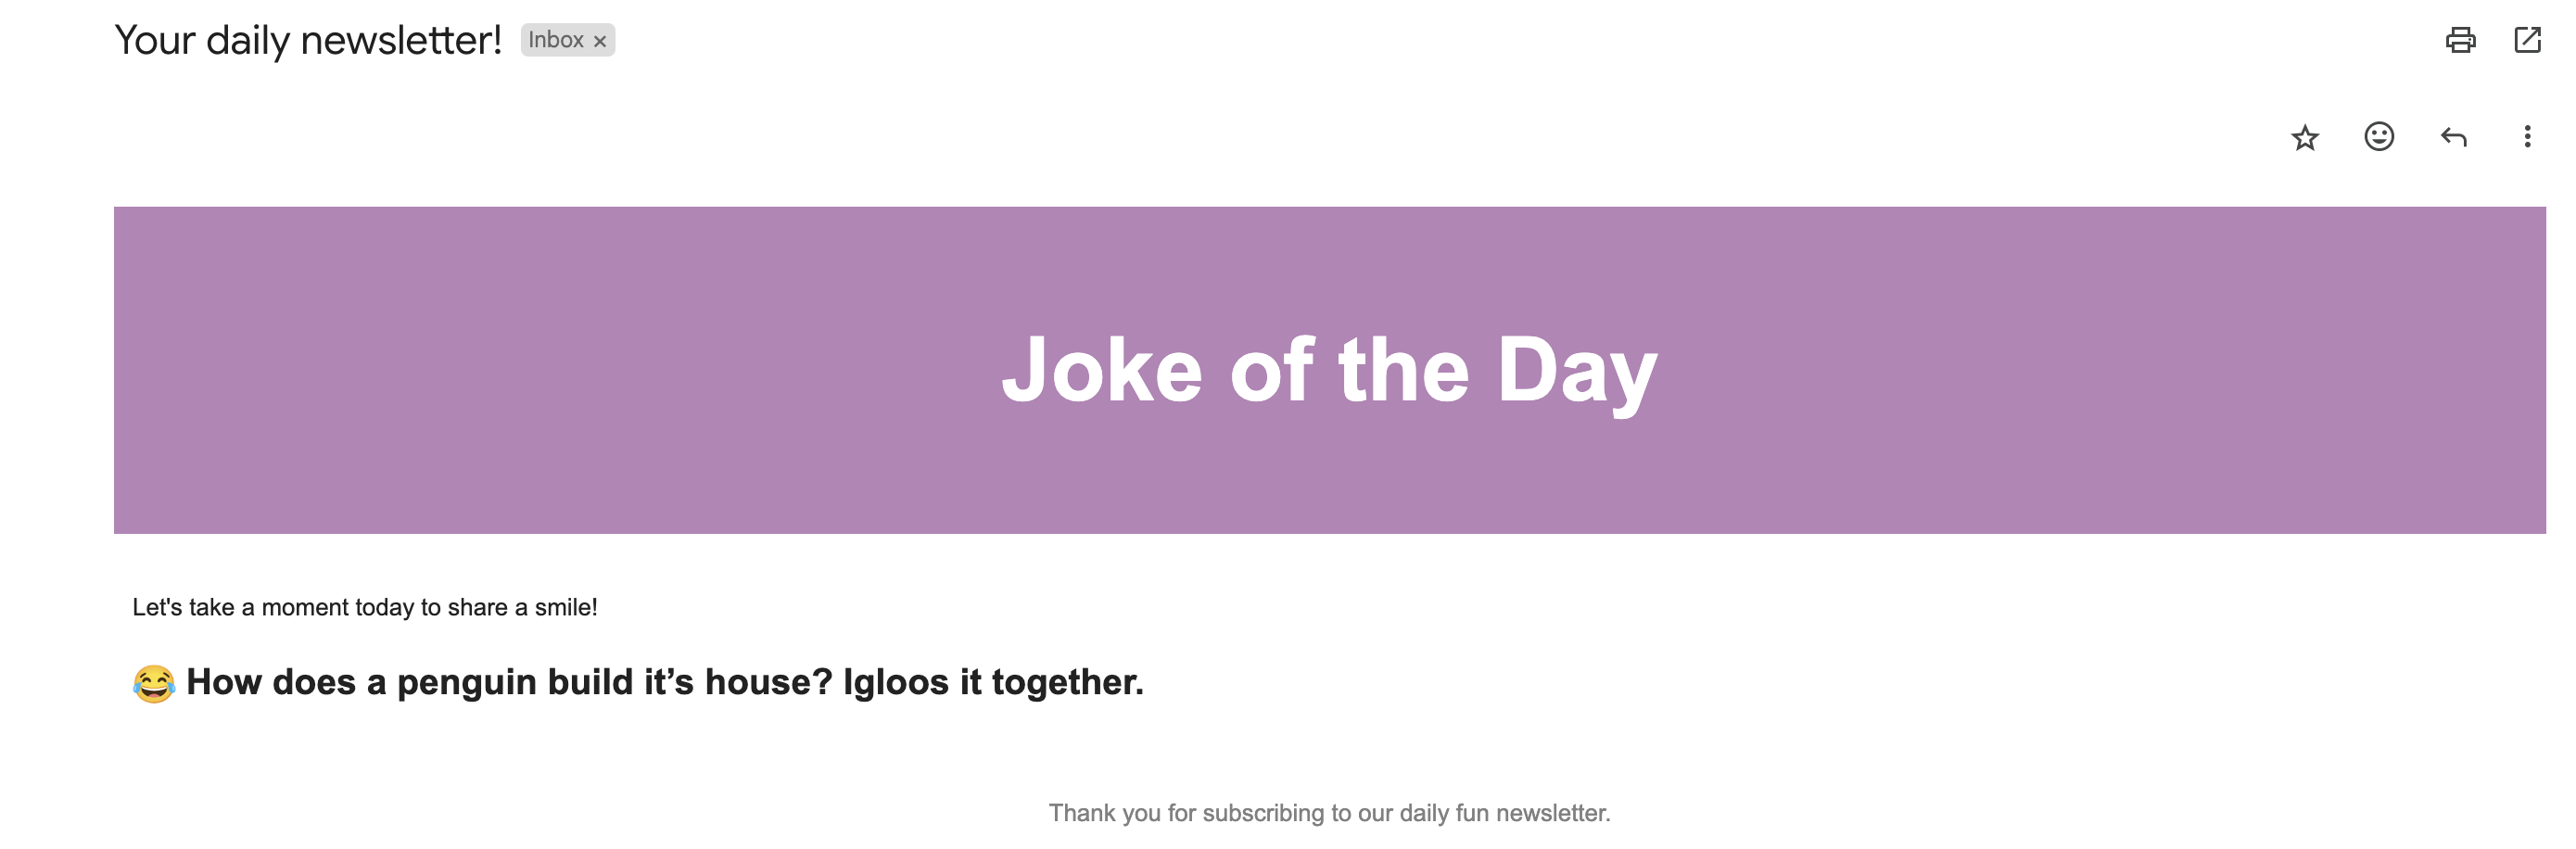 Your daily newsletter! Inbox ×
Joke of the Day
Let's take a moment today to share a smile!
😂 How does a penguin build it’s house? Igloos it together.
Thank you for subscribing to our daily fun newsletter.